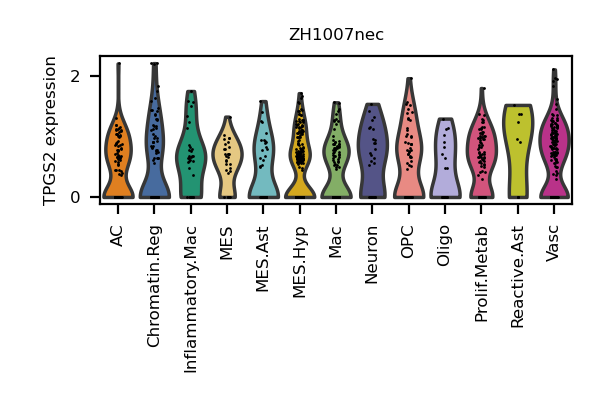 ZH1007nec
TPGS2 expression
2
0
AC
Chromatin.Reg
Inflammatory.Mac
MES
MES.Ast
MES.Hyp
Mac
Neuron
OPC
Oligo
Prolif.Metab
Reactive.Ast
Vasc